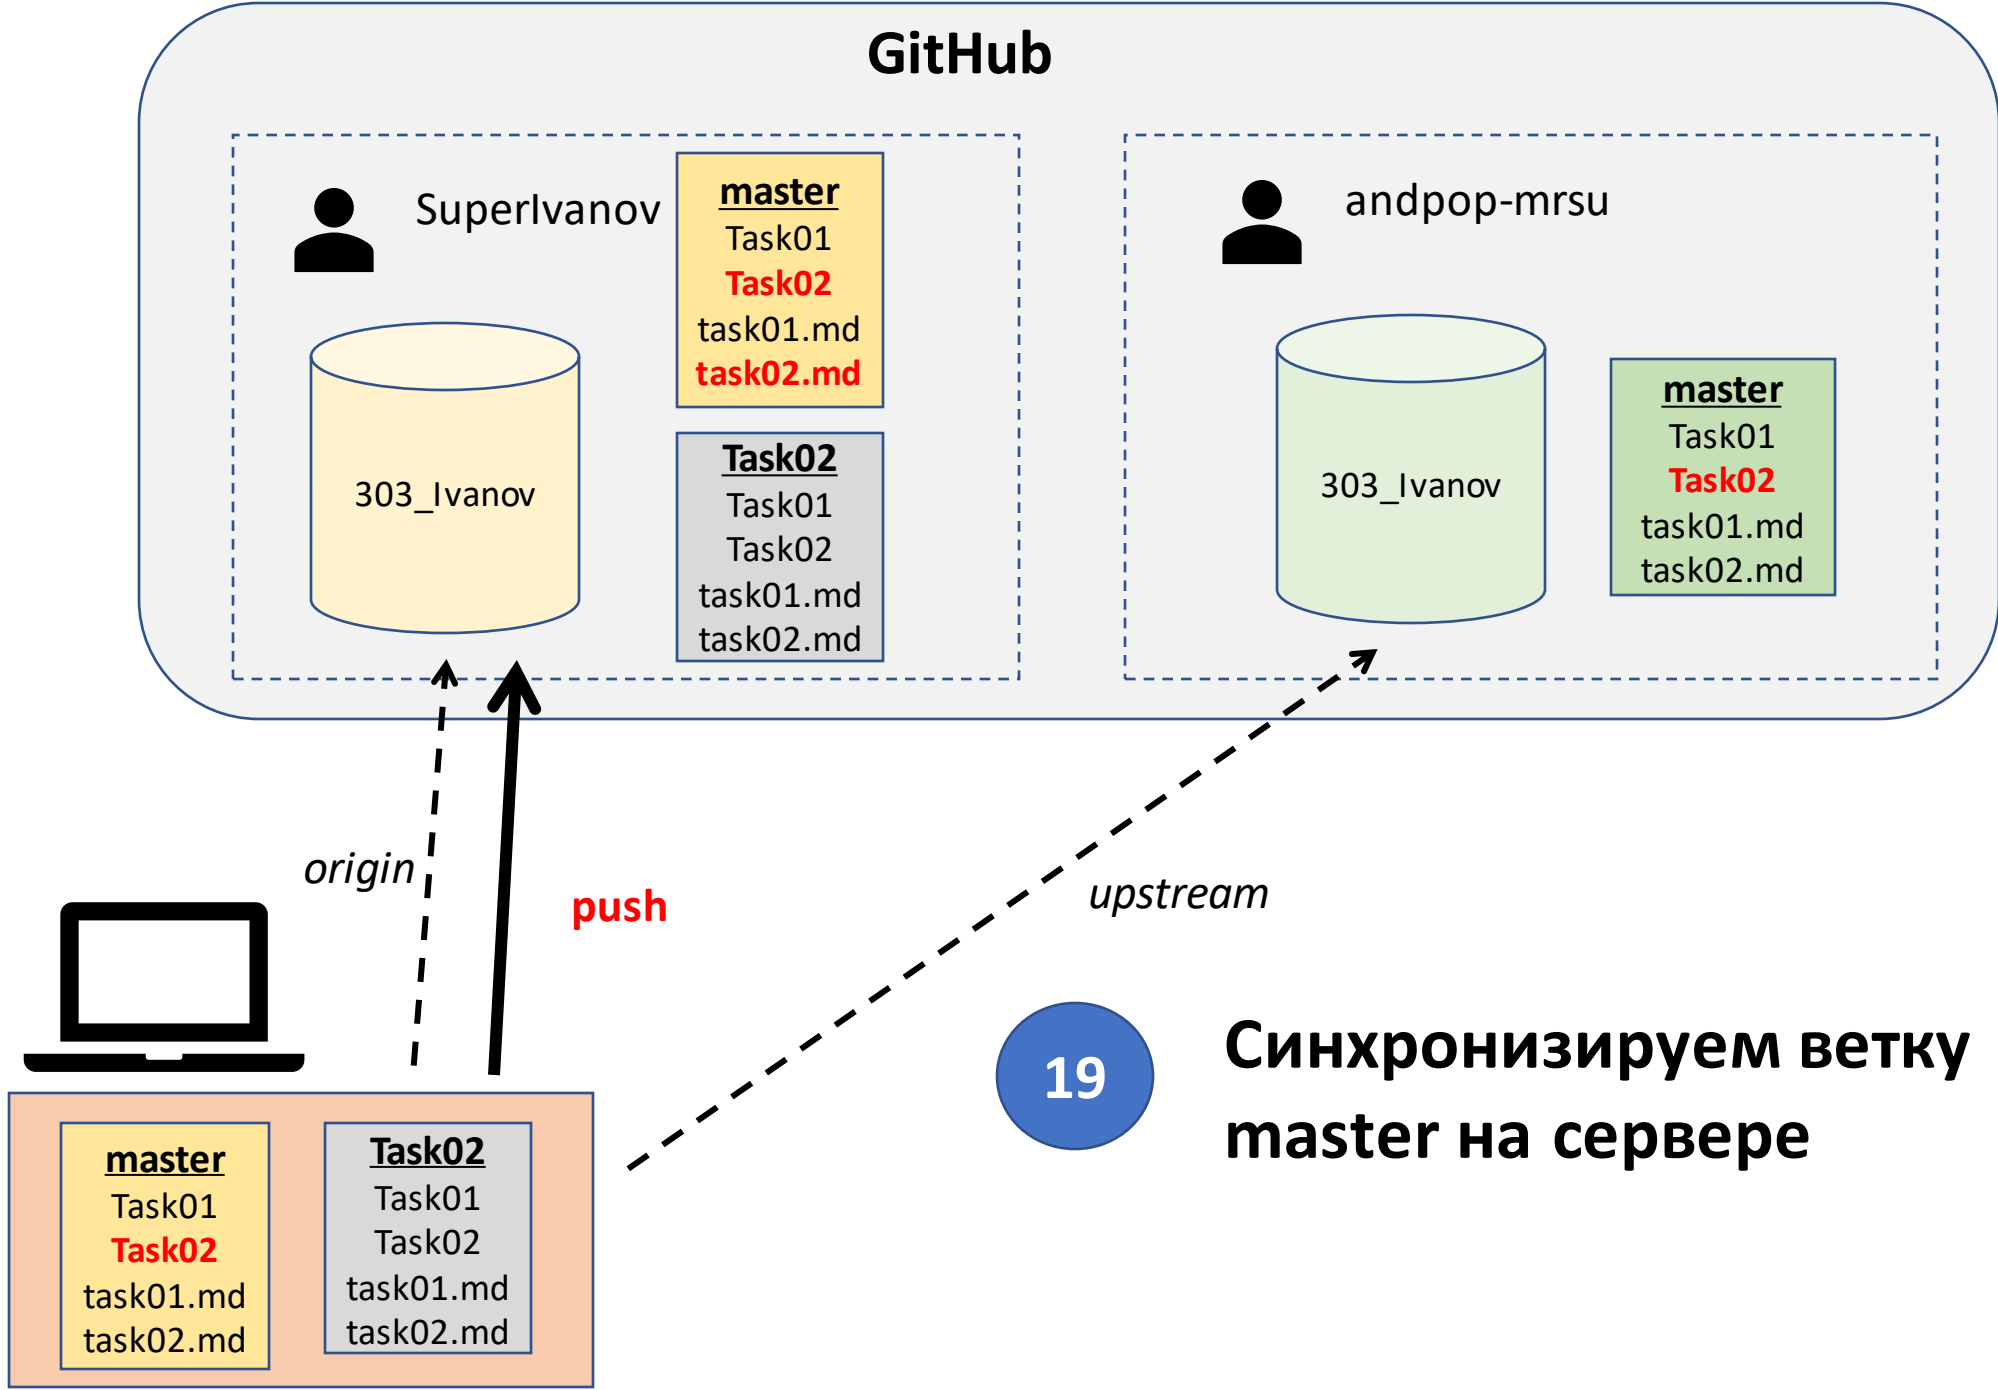 GitHub
SuperIvanov
master
Task01
Task02
task01.md
task02.md
Task02
Task01
Task02
task01.md
task02.md
303_Ivanov
andpop-mrsu
303_Ivanov
master
Task01
Task02
task01.md
task02.md
origin
push
upstream
19
Синхронизируем ветку
master на сервере
master
Task01
Task02
task01.md
task02.md
Task02
Task01
Task02
task01.md
task02.md